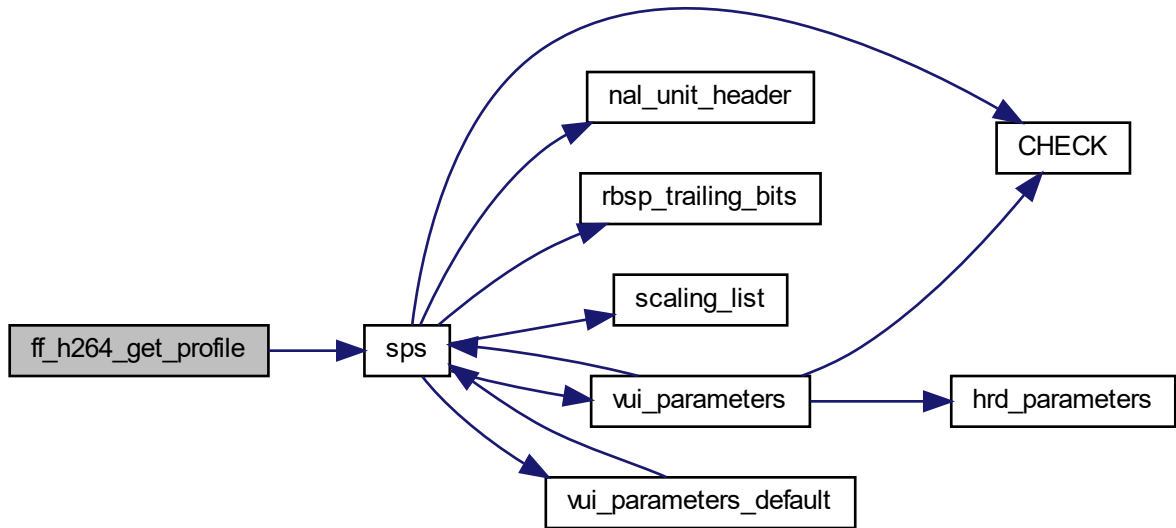 nal_unit_header
CHECK
rbsp_trailing_bits
scaling_list
ff_h264_get_profile
sps
vui_parameters
hrd_parameters
vui_parameters_default